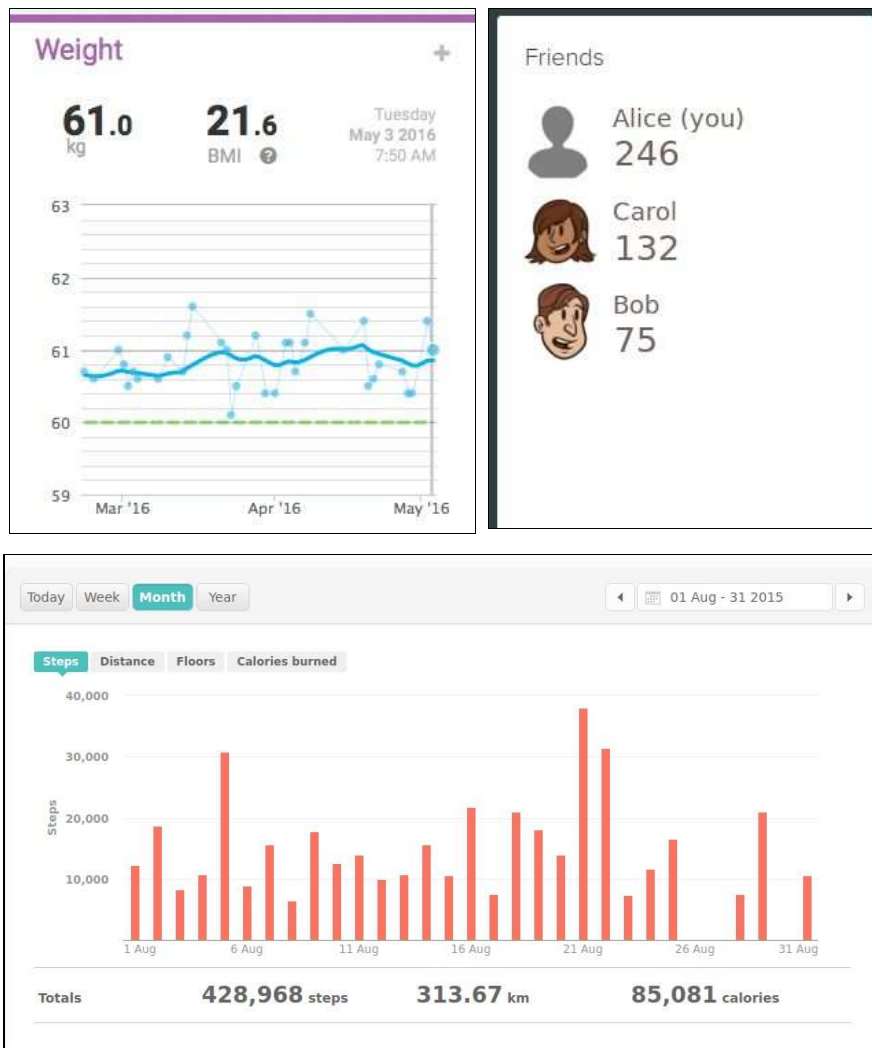 Weight
+
61.0
kg
21.6
BMI ?
Tuesday
May 3 2016
7:50 AM
63
62
61
60
59
Mar '16 Apr '16 May '16
Friends
Alice (you)
246
Carol
132
Bob
75
Today Week Month Year
01 Aug - 31 2015
Steps Distance Floors Calories burned
40,000
30,000
20,000
10,000
Steps
1 Aug 6 Aug 11 Aug 16 Aug 21 Aug 26 Aug 31 Aug
Totals 428,968 steps 313.67 km 85,081 calories